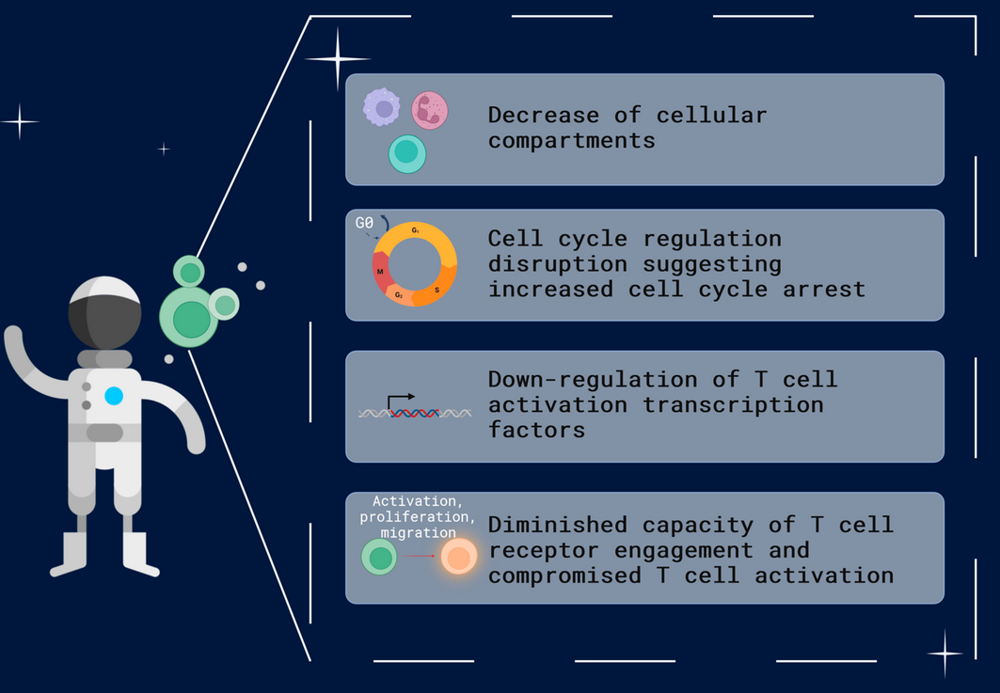 Decrease of cellular
compartments
G0
G₁
M
S
G₂
Cell cycle regulation
disruption suggesting
increased cell cycle arrest
Down-regulation of T cell
activation transcription
factors
Activation,
proliferation,
migration
Diminished capacity of T cell
receptor engagement and
compromised T cell activation